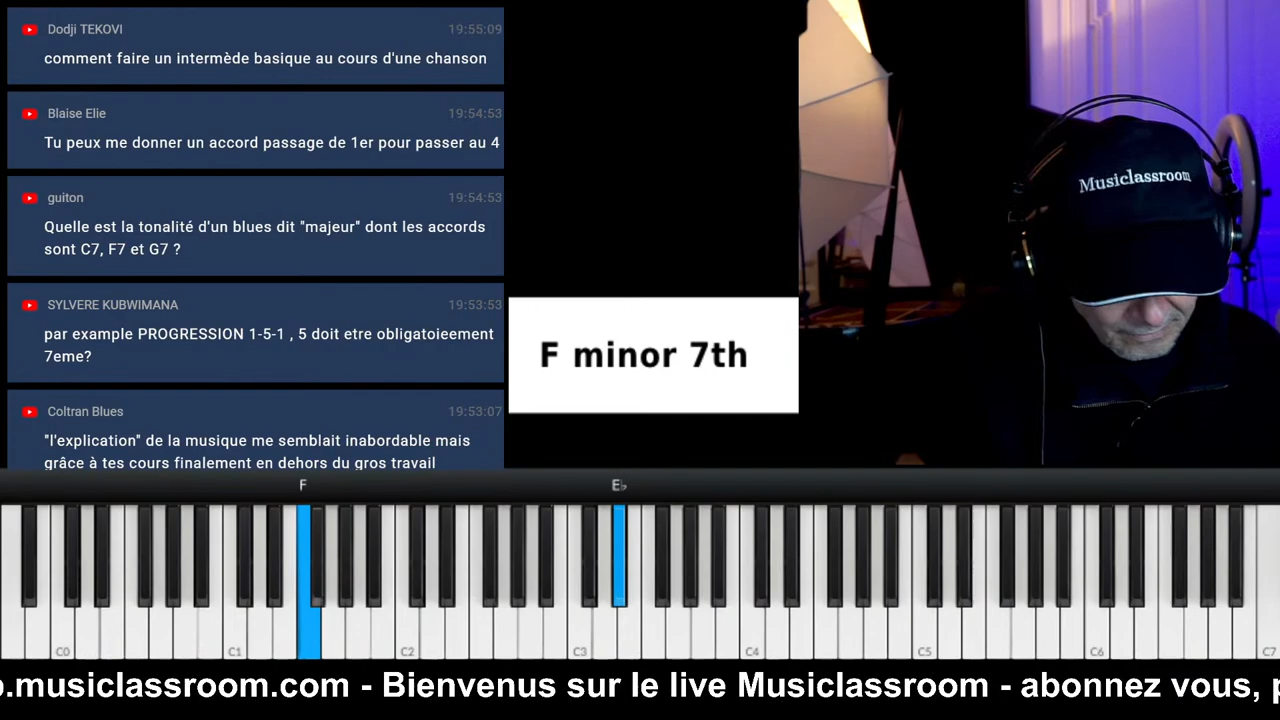 Dodji TEKOVI 19:55:09
comment faire un intermède basique au cours d'une chanson
Blaise Elie 19:54:53
Tu peux me donner un accord passage de 1er pour passer au 4
guiton 19:54:53
Quelle est la tonalité d'un blues dit "majeur" dont les accords
sont C7, F7 et G7 ?
SYLVERE KUBWIMANA 19:53:53
par example PROGRESSION 1-5-1 , 5 doit etre obligatoieement
7eme?
Coltran Blues 19:53:07
"l'explication" de la musique me semblait inabordable mais
grâce à tes cours finalement en dehors du gros travail
Musiclassroom
F minor 7th
F E♭
C0 C1 C2 C3 C4 C5 C6 C7
o.musiclassroom.com - Bienvenus sur le live Musiclassroom - abonnez vous, p